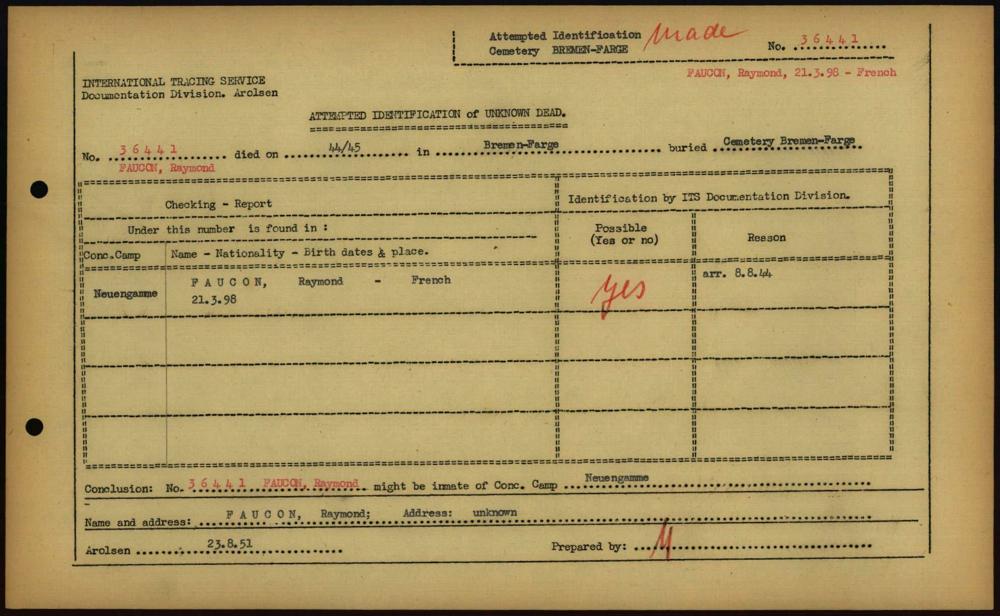 Attempted Identification made
Cemetery BREMEN-FARGE No. 36441
FAUCON, Raymond, 21.3.98 - French
INTERNATIONAL TRACING SERVICE
Documentation Division. Arolsen
ATTEMPTED IDENTIFICATION of UNKNOWN DEAD.
No. 36441 died on 44/45 in Bremen-Farge buried Cemetery Bremen-Farge
FAUCON, Raymond
Checking - Report
Identification by ITS Documentation Division.
Under this number is found in :
Possible
(Yes or no)
Reason
Conc.Camp Name - Nationality - Birth dates & place.
Neuengamme FAUCON, Raymond - French
21.3.98
yes
arr. 8.8.44
Conclusion: No. 36441 FAUCON, Raymond might be inmate of Conc. Camp Neuengamme
Name and address: FAUCON, Raymond; Address: unknown
Arolsen 23.8.51 Prepared by: